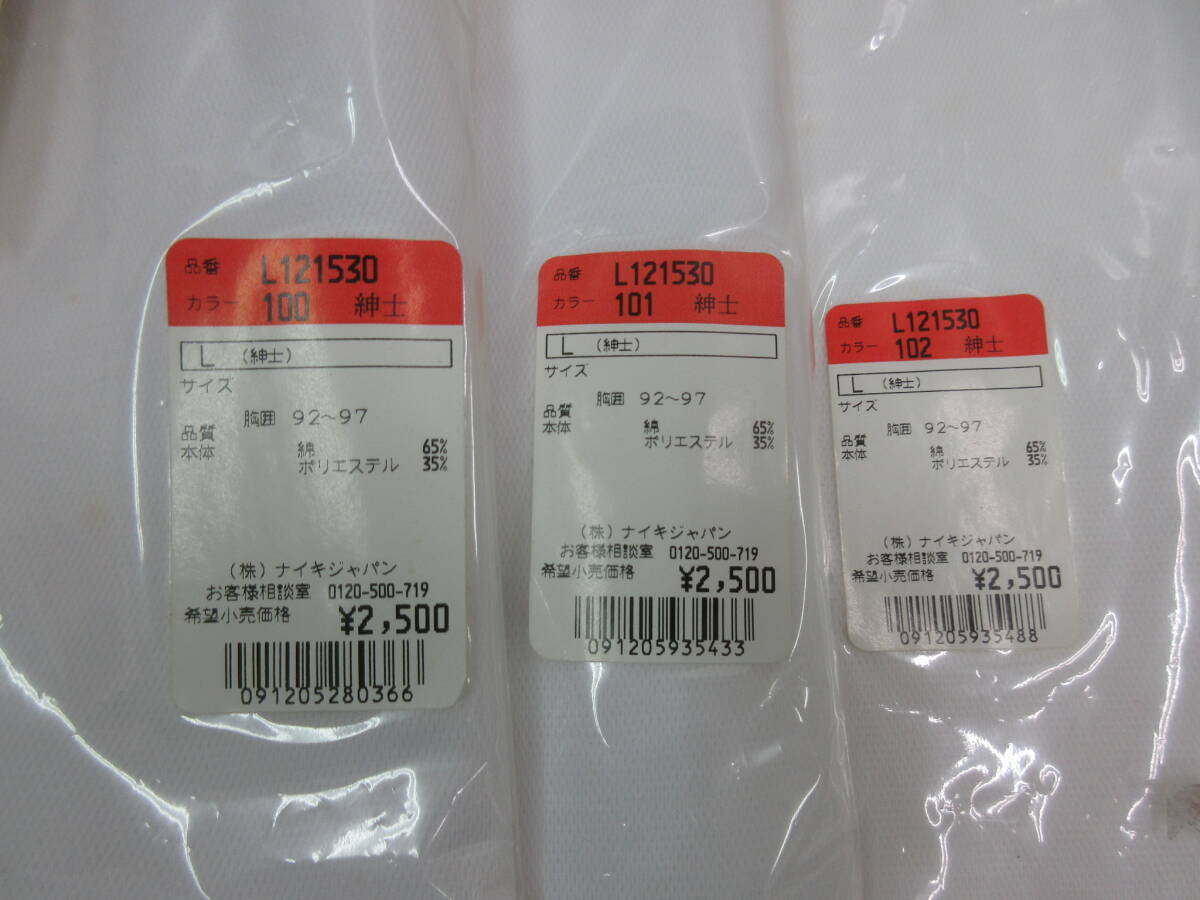 品番 L121530
カラー 100 紳士
L (紳士)
サイズ
胸囲 92~97
品質
本体 綿 65%
ポリエステル 35%
(株)ナイキジャパン
お客様相談室 0120-500-719
希望小売価格 ¥2,500
091205280366
品番 L121530
カラー 101 紳士
L (紳士)
サイズ
胸囲 92~97
品質
本体 綿 65%
ポリエステル 35%
(株)ナイキジャパン
お客様相談室 0120-500-719
希望小売価格 ¥2,500
091205935433
品番 L121530
カラー 102 紳士
L (紳士)
サイズ
胸囲 92~97
品質
本体 綿 65%
ポリエステル 35%
(株)ナイキジャパン
お客様相談室 0120-500-719
希望小売価格 ¥2,500
091205935488